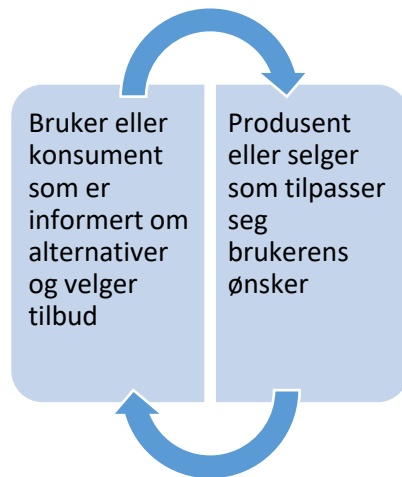 Bruker eller
konsument
som er
informert om
alternativer
og velger
tilbud
Produsent
eller selger
som tilpasser
seg
brukerens
ønsker